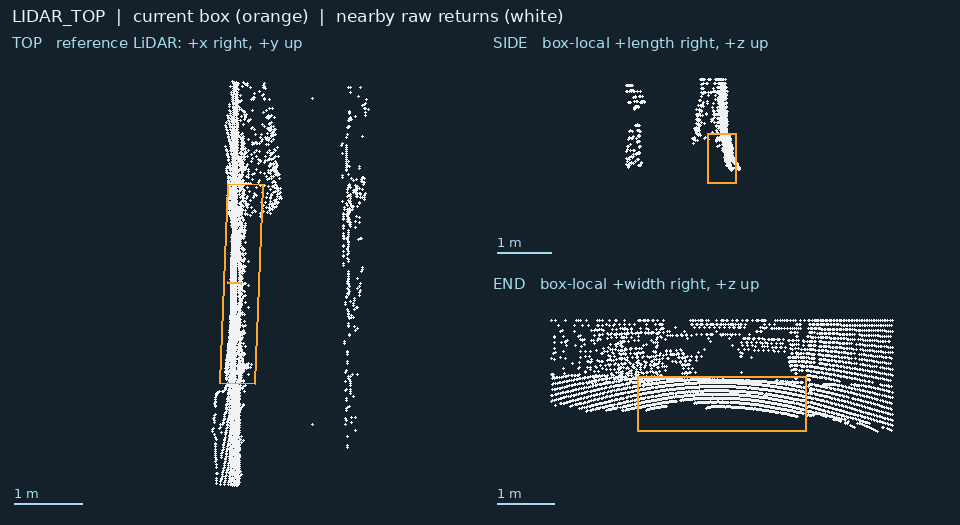 LIDAR_TOP | current box (orange) | nearby raw returns (white)
TOP reference LiDAR: +x right, +y up
SIDE box-local +length right, +z up
1 m
END box-local +width right, +z up
1 m
1 m